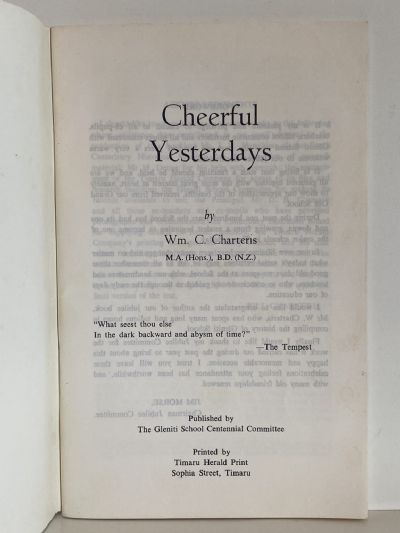 Cheerful
Yesterdays
by
Wm. C. Charteris
M.A. (Hons.), B.D. (N.Z.)
"What seest thou else
In the dark backward and abysm of time?"
—The Tempest
Published by
The Gleniti School Centennial Committee
Printed by
Timaru Herald Print
Sophia Street, Timaru